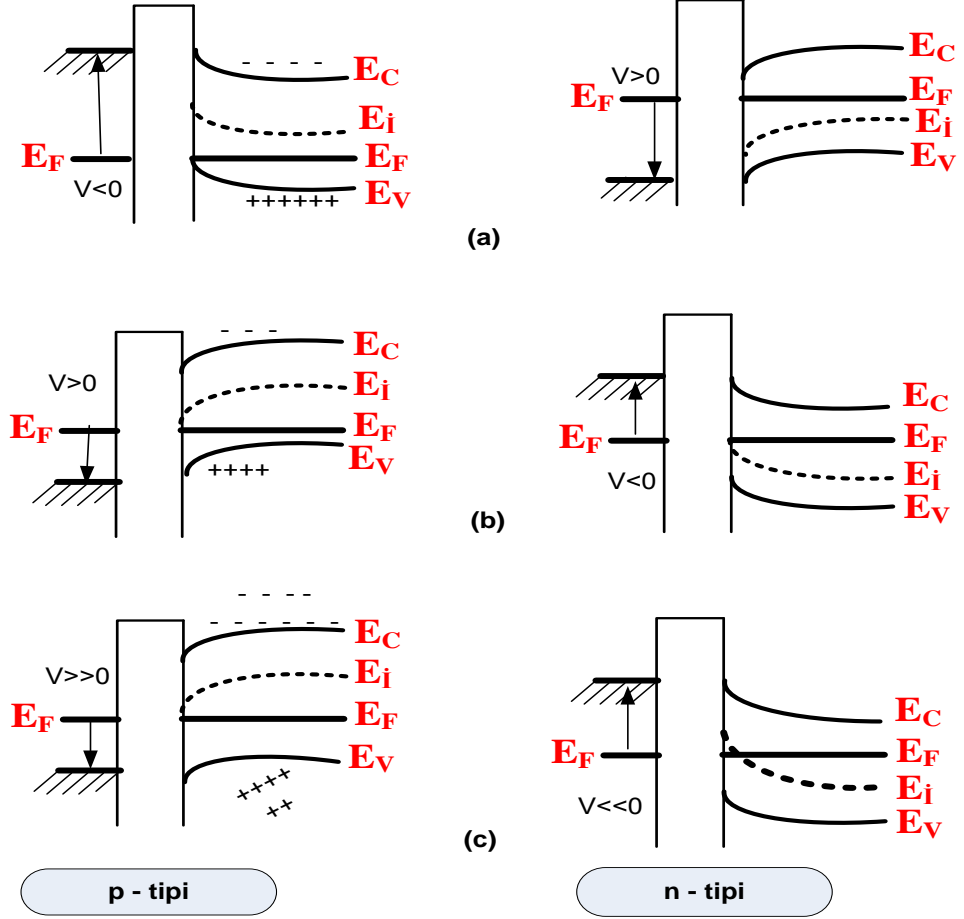 E_C
E_İ
E_F
E_F
V<0
E_V
- - - -
++++++
V>0
E_C
E_F
E_F
E_İ
E_V
(a)
- - -
E_C
V>0
E_İ
E_F
E_F
E_V
++++
E_C
E_F
E_F
V<0
E_İ
E_V
(b)
- - - -
- - - - - -
E_C
V>>0
E_İ
E_F
E_F
E_V
++++
++
E_C
E_F
E_F
E_İ
V<<0
E_V
(c)
p - tipi
n - tipi